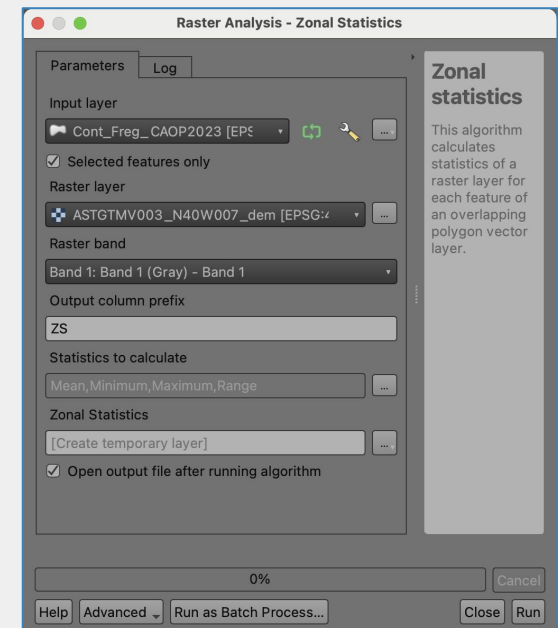 Raster Analysis - Zonal Statistics
Parameters
Log
Input layer
Cont_Freg_CAOP2023 [EPS
...
Selected features only
Raster layer
ASTGTMV003_N40W007_dem [EPSG:4
...
Raster band
Band 1: Band 1 (Gray) - Band 1
Output column prefix
ZS
Statistics to calculate
Mean,Minimum,Maximum,Range
...
Zonal Statistics
[Create temporary layer]
...
Open output file after running algorithm
Zonal
statistics
This algorithm
calculates
statistics of a
raster layer for
each feature of
an overlapping
polygon vector
layer.
0%
Cancel
Help
Advanced
Run as Batch Process...
Close
Run